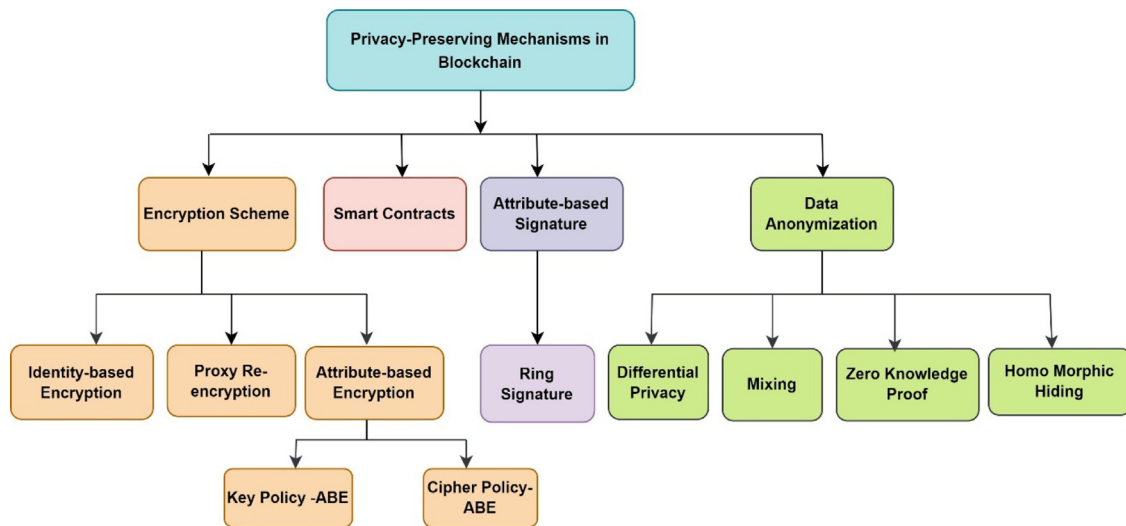 Privacy-Preserving Mechanisms in
Blockchain
Encryption Scheme
Smart Contracts
Attribute-based
Signature
Data
Anonymization
Identity-based
Encryption
Proxy Re-
encryption
Attribute-based
Encryption
Ring
Signature
Differential
Privacy
Mixing
Zero Knowledge
Proof
Homo Morphic
Hiding
Key Policy -ABE
Cipher Policy-
ABE